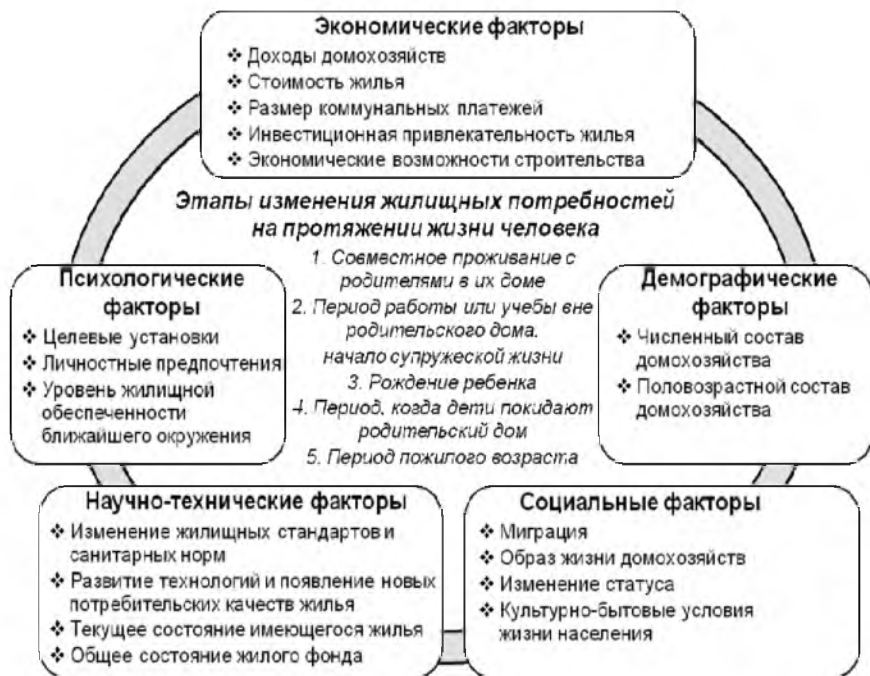 Экономические факторы
❖ Доходы домохозяйств
❖ Стоимость жилья
❖ Размер коммунальных платежей
❖ Инвестиционная привлекательность жилья
❖ Экономические возможности строительства
Этапы изменения жилищных потребностей
на протяжении жизни человека
1. Совместное проживание с
родителями в их доме
2. Период работы или учебы вне
родительского дома,
начало супружеской жизни
3. Рождение ребенка
4. Период, когда дети покидают
родительский дом
5. Период пожилого возраста
Психологические
факторы
❖ Целевые установки
❖ Личностные предпочтения
❖ Уровень жилищной
обеспеченности
ближайшего окружения
Демографические
факторы
❖ Численный состав
домохозяйства
❖ Половозрастной состав
домохозяйства
Научно-технические факторы
❖ Изменение жилищных стандартов и
санитарных норм
❖ Развитие технологий и появление новых
потребительских качеств жилья
❖ Текущее состояние имеющегося жилья
❖ Общее состояние жилого фонда
Социальные факторы
❖ Миграция
❖ Образ жизни домохозяйств
❖ Изменение статуса
❖ Культурно-бытовые условия
жизни населения